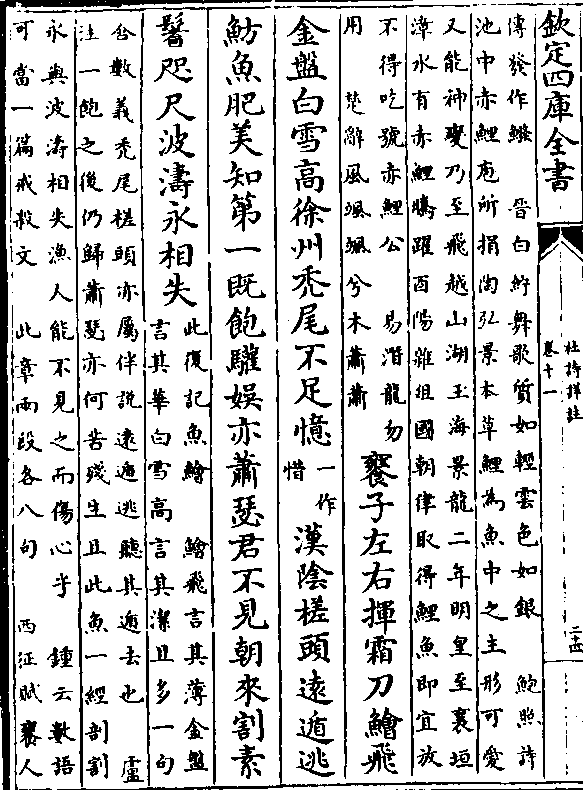 欽定四庫全書
杜詩詳註
卷十一
傳發作鱍　晉白紵舞歌質如輕雲色如銀　鮑照詩
池中赤鯉庖所捐陶弘景本草鯉為魚中之主形可愛
又能神變乃至飛越山湖玉海景龍二年明皇至襄垣
漳水有赤鯉騰躍酉陽雜俎國朝律取得鯉魚即宜放
不得吃號赤鯉公　易潛龍勿
用　楚辭風颯颯兮木蕭蕭
饔子左右揮霜刀鱠飛
金盤白雪高徐州禿尾不足憶
一作
惜
漢陰槎頭遠遁逃
魴魚肥美知第一既飽驩娛亦蕭瑟君不見朝來割素
鬐咫尺波濤永相失
此復記魚鱠　鱠飛言其薄金盤
言其華白雪高言其潔且多一句
含數義禿尾槎頭亦屬伴說遠遁逃聽其遁去也　盧
注一飽之後仍歸蕭瑟亦何苦殘生且此魚一經剖割
永與波濤相失漁人能不見之而傷心乎　鍾云數語
可當一篇戒殺文　此章兩段各八句　西征賦饔人